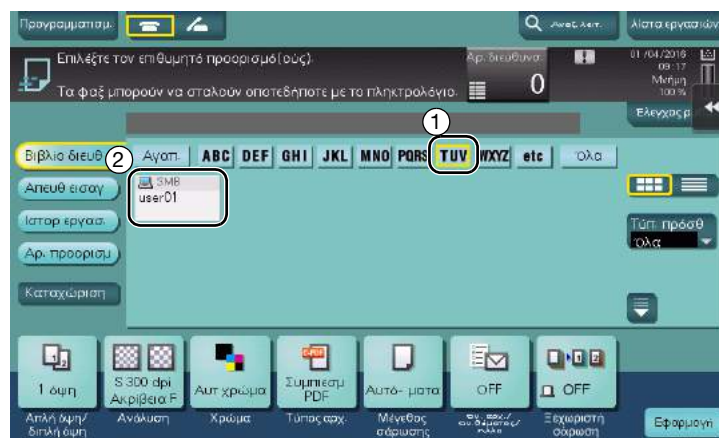 Προγραμματισμ.
Αναζ.λεπτ.
Λίστα εργασιών
Επιλέξτε τον επιθυμητό προορισμό(ούς).
Τα φαξ μπορούν να σταλούν οποτεδήποτε με το πληκτρολόγιο.
Αρ.διεύθυνσ.
0
01/04/2016
09:17
Μνήμη
100 %
Έλεγχος ρ
1
Βιβλίο διευθ
2
Αγαπ.
ABC
DEF
GHI
JKL
MNO
PQRS
TUV
WXYZ
etc
Όλα
SMB
user01
Απευθ εισαγ
Ιστορ εργασ.
Αρ. προορισμ
Καταχώριση
Τύπ. πρόσθ
Όλα
1 όψη
S 300 dpi
Ακρίβεια F
Αυτ χρώμα
Συμπιεσμ
PDF
Αυτό- ματα
OFF
OFF
Απλή όψη/
διπλή όψη
Ανάλυση
Χρώμα
Τύπος αρχ.
Μέγεθος
σάρωσης
Ξεχωριστή
σάρωση
Εφαρμογή